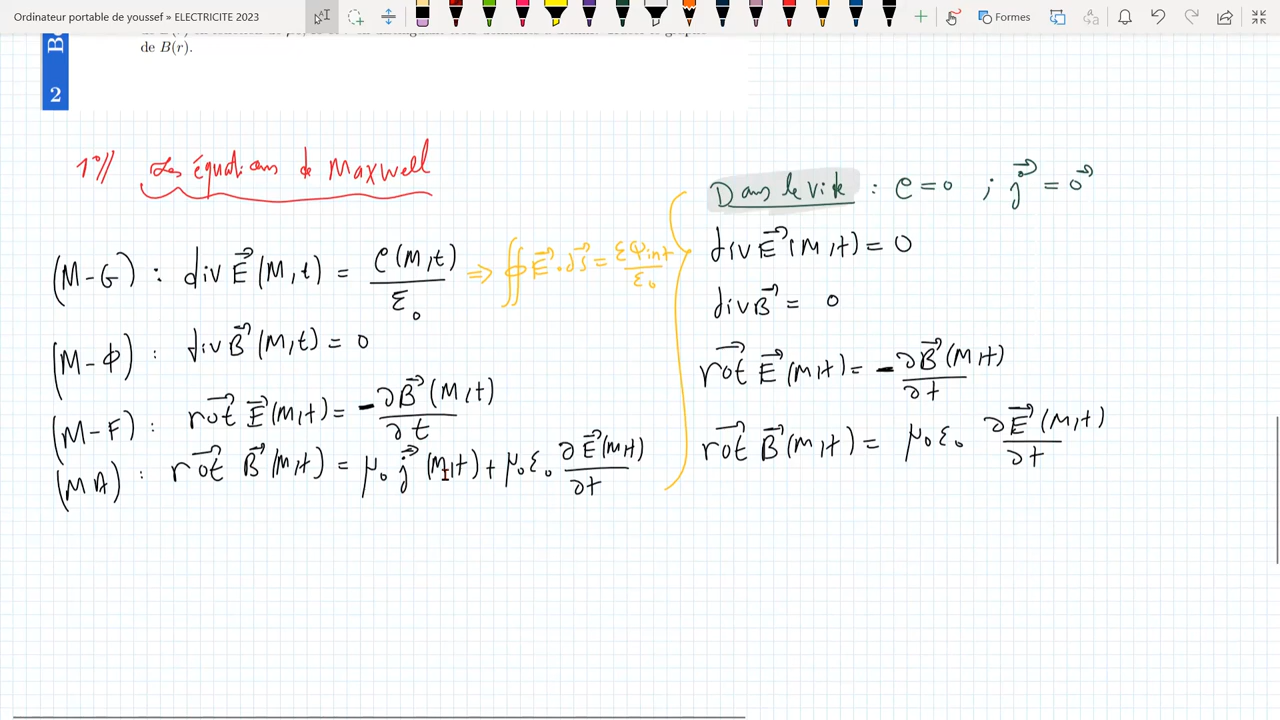 Ordinateur portable de youssef » ELECTRICITE 2023
Formes
de B(r).
B
2
1°// Les équations de Maxwell
(M-G) : div E⃗(M,t) = ρ(M,t)/ε₀ ⇒ ∯ E⃗.dS⃗ = ΣQint/ε₀
(M-Φ) : div B⃗(M,t) = 0
(M-F) : rot⃗ E⃗(M,t) = -∂B⃗(M,t)/∂t
(MA) : rot⃗ B⃗(M,t) = μ₀ j⃗(M,t) + μ₀ε₀ ∂E⃗(M,t)/∂t
Dans le vide : ρ=0 ; j⃗ = 0⃗
div E⃗(M,t) = 0
div B⃗ = 0
rot⃗ E⃗(M,t) = -∂B⃗(M,t)/∂t
rot⃗ B⃗(M,t) = μ₀ε₀ ∂E⃗(M,t)/∂t